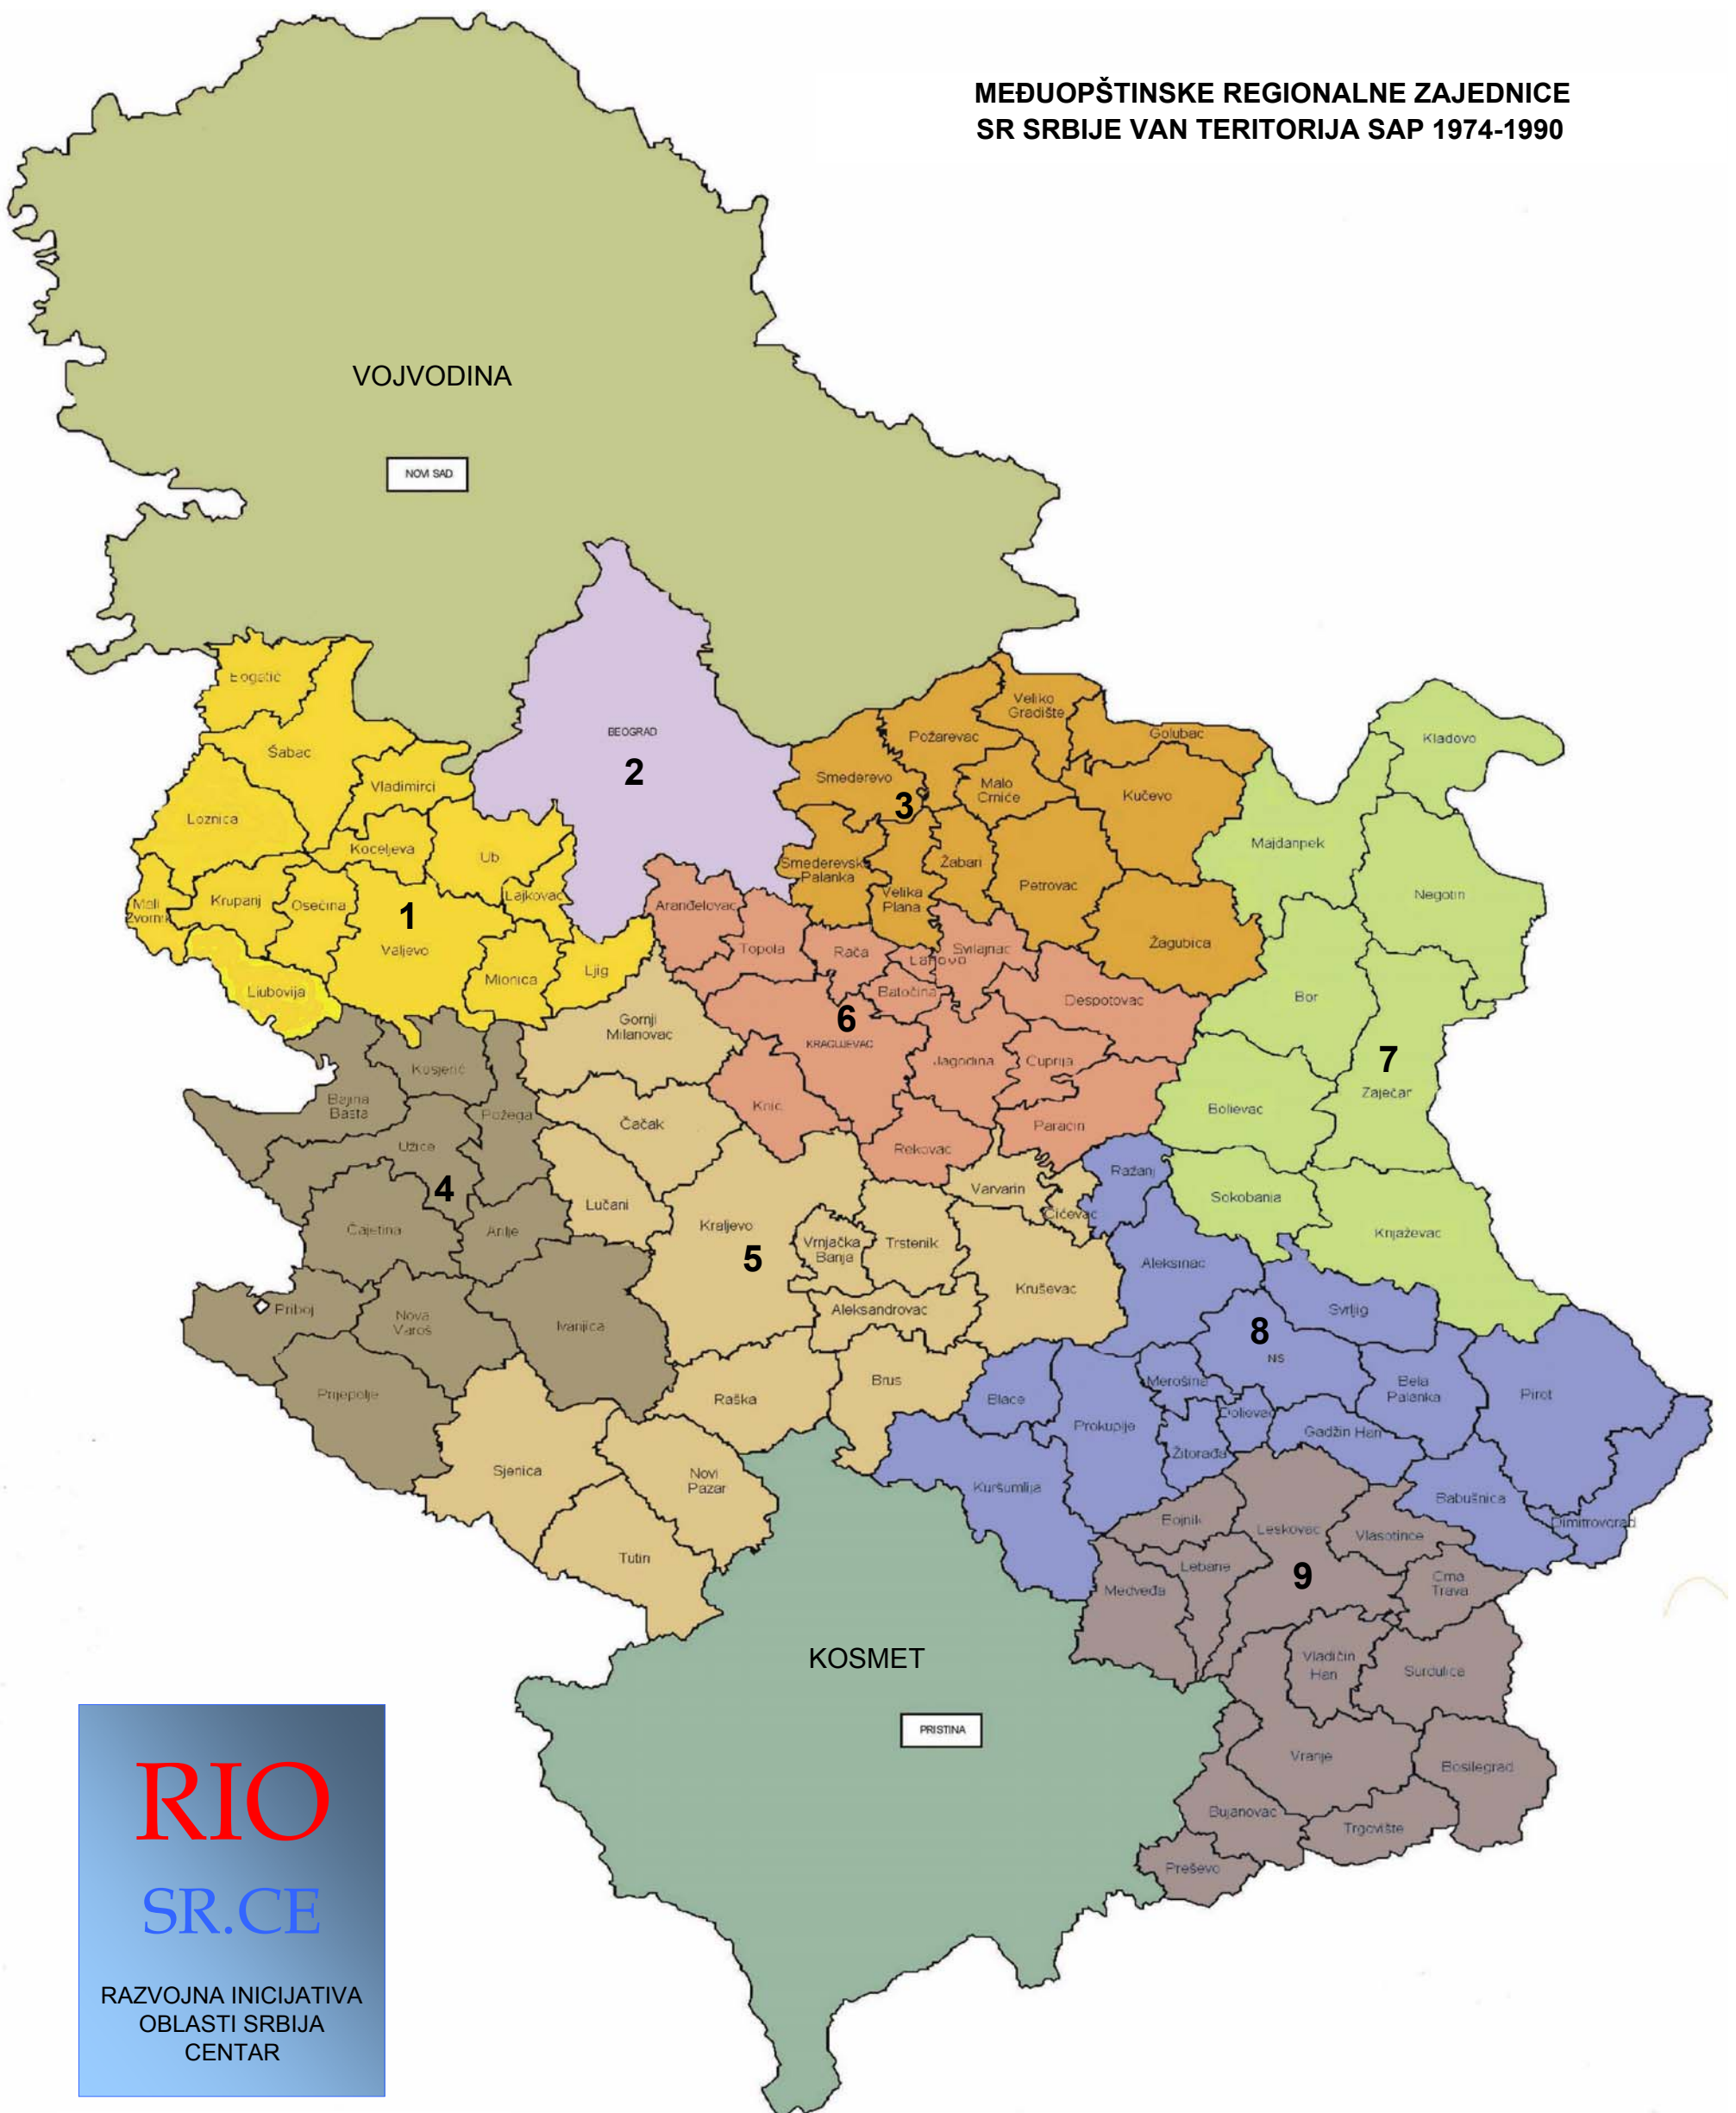 MEĐUOPŠTINSKE REGIONALNE ZAJEDNICE
SR SRBIJE VAN TERITORIJA SAP 1974-1990
VOJVODINA
NOVI SAD
Bogatić
Šabac
Vladimirci
Loznica
Koceljeva
Ub
Mali
Zvornik
Krupanj
Osečina
1
Lajkovac
Valjevo
Mionica
Ljig
Ljubovija
BEOGRAD
2
Veliko
Gradište
Požarevac
Golubac
Smederevo
Malo
Crniće
Kučevo
3
Smederevska
Palanka
Velika
Plana
Žabari
Petrovac
Žagubica
Kladovo
Majdanpek
Negotin
Bor
7
Zaječar
Boljevac
Sokobanja
Knjaževac
Aranđelovac
Topola
Rača
Lapovo
Svilajnac
Batočina
Despotovac
6
KRAGUJEVAC
Jagodina
Ćuprija
Knić
Rekovac
Paraćin
Kosjerić
Bajina
Bašta
Požega
Užice
4
Čajetina
Arilje
Priboj
Nova
Varoš
Ivanjica
Prijepolje
Gornji
Milanovac
Čačak
Lučani
Kraljevo
5
Vrnjačka
Banja
Trstenik
Varvarin
Ćićevac
Kruševac
Aleksandrovac
Raška
Brus
Sjenica
Novi
Pazar
Tutin
Ražanj
Aleksinac
Svrljig
8
NIS
Merošina
Bela
Palanka
Pirot
Blace
Prokuplje
Doljevac
Gadžin Han
Žitorađa
Kuršumlija
Babušnica
Dimitrovgrad
Bojnik
Leskovac
Vlasotince
Lebane
9
Medveđa
Crna
Trava
Vladičin
Han
Surdulica
Vranje
Bosilegrad
Bujanovac
Trgovište
Preševo
KOSMET
PRISTINA
RIO
SR.CE
RAZVOJNA INICIJATIVA
OBLASTI SRBIJA
CENTAR